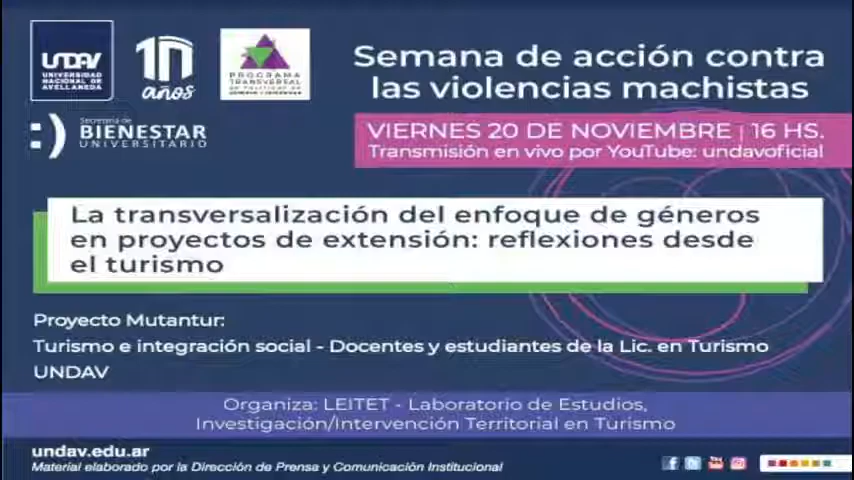 UNDAV
UNIVERSIDAD
NACIONAL DE
AVELLANEDA
10
años
PROGRAMA
TRANSVERSAL
Semana de acción contra
las violencias machistas
Secretaría de
BIENESTAR
UNIVERSITARIO
VIERNES 20 DE NOVIEMBRE | 16 HS.
Transmisión en vivo por YouTube: undavoficial
La transversalización del enfoque de géneros
en proyectos de extensión: reflexiones desde
el turismo
Proyecto Mutantur:
Turismo e integración social - Docentes y estudiantes de la Lic. en Turismo
UNDAV
Organiza: LEITET - Laboratorio de Estudios,
Investigación/Intervención Territorial en Turismo
undav.edu.ar
Material elaborado por la Dirección de Prensa y Comunicación Institucional